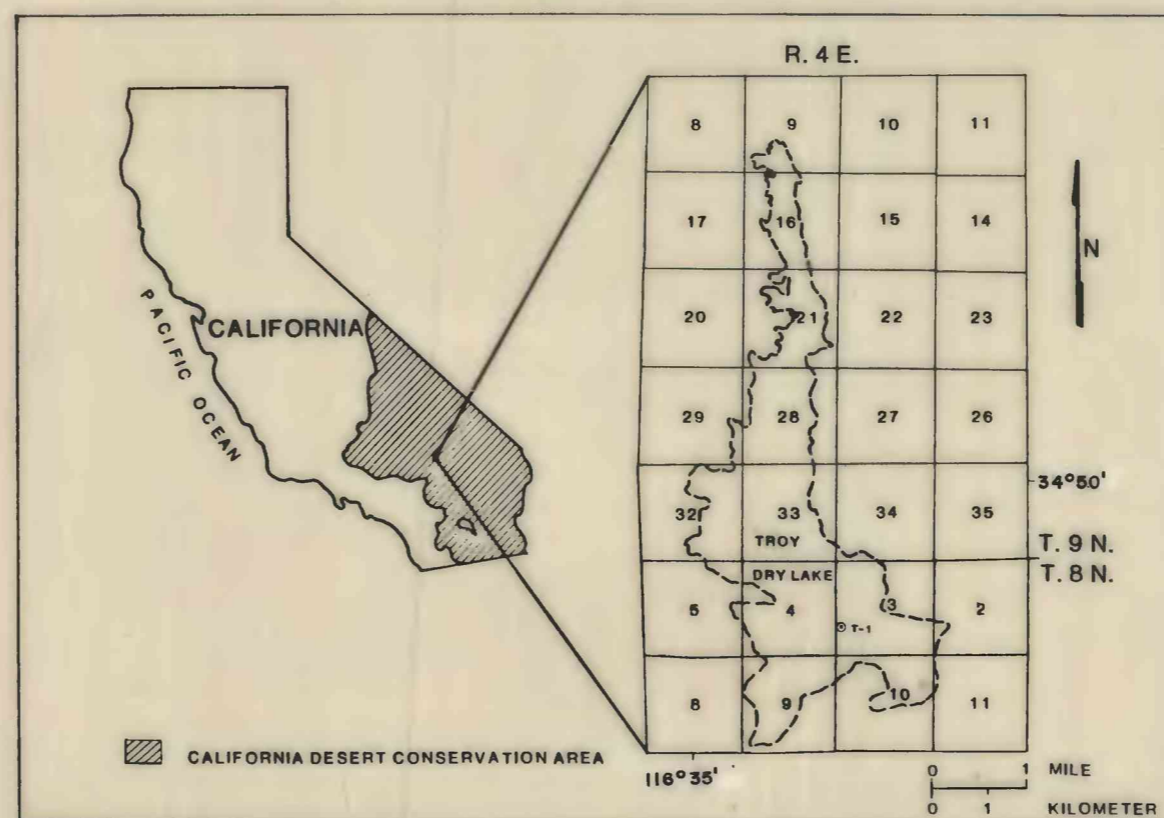 R. 4 E.
8 9 10 11
17 16 15 14
20 21 22 23
29 28 27 26
32 33 34 35
TROY
DRY LAKE
5 4 3 2
T-1
8 9 10 11
34°50'
T. 9 N.
T. 8 N.
116°35'
N
CALIFORNIA
PACIFIC OCEAN
CALIFORNIA DESERT CONSERVATION AREA
0 1 MILE
0 1 KILOMETER